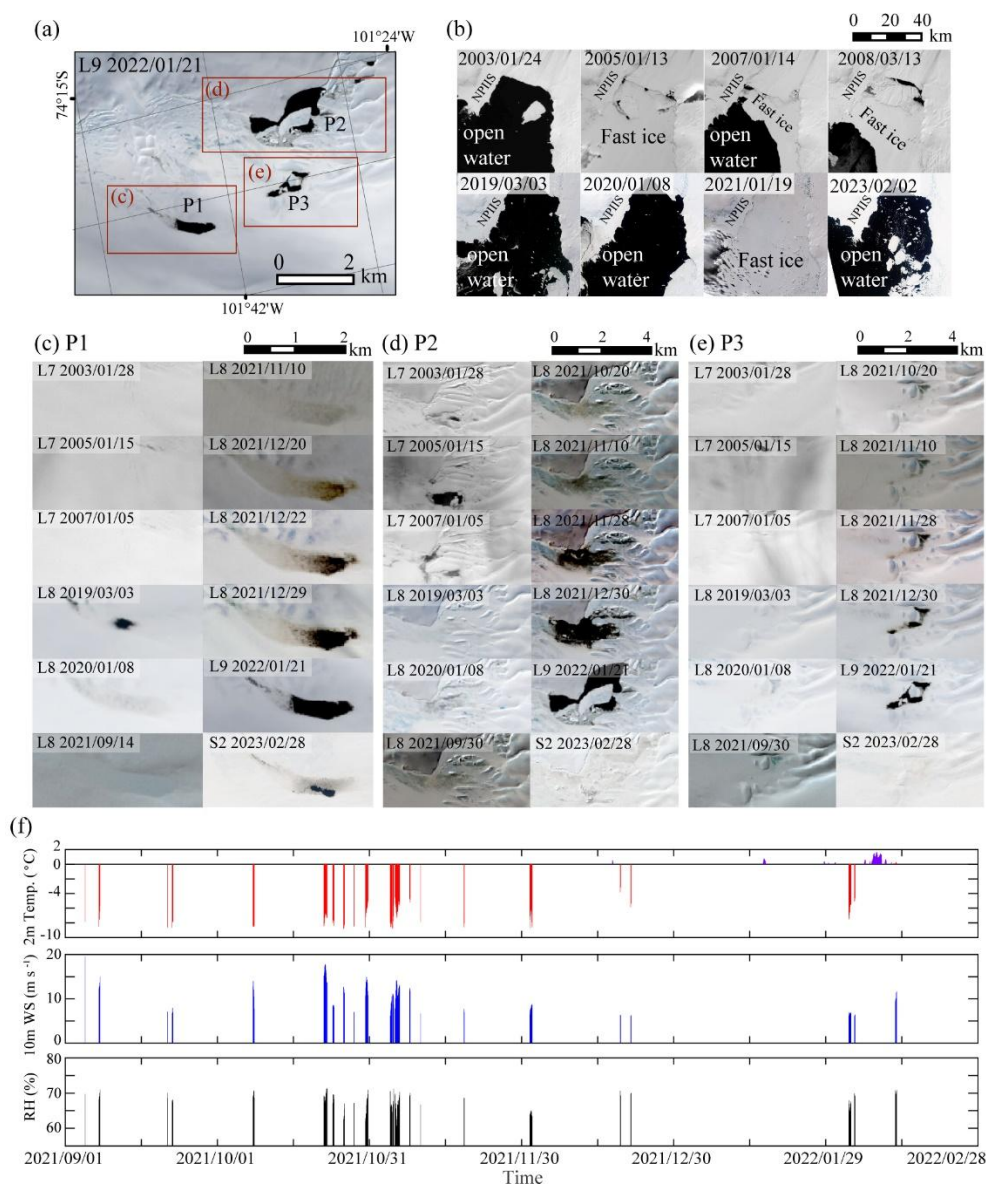 (a)
101°24'W
L9 2022/01/21
74°15'S
(d)
P2
(e)
P3
(c)
P1
0 2
km
101°42'W
(b)
0 20 40
km
2003/01/24 2005/01/13 2007/01/14 2008/03/13
NPIIS
open
water
Fast ice
NPIIS
Fast ice
open
water
Fast ice
2019/03/03 2020/01/08 2021/01/19 2023/02/02
NPIIS
open
water
NPIIS
open
water
Fast ice
NPIIS
open
water
(c) P1
0 1 2
km
L7 2003/01/28 L8 2021/11/10
L7 2005/01/15 L8 2021/12/20
L7 2007/01/05 L8 2021/12/22
L8 2019/03/03 L8 2021/12/29
L8 2020/01/08 L9 2022/01/21
L8 2021/09/14 S2 2023/02/28
(d) P2
0 2 4
km
L7 2003/01/28 L8 2021/10/20
L7 2005/01/15 L8 2021/11/10
L7 2007/01/05 L8 2021/11/28
L8 2019/03/03 L8 2021/12/30
L8 2020/01/08 L9 2022/01/21
L8 2021/09/30 S2 2023/02/28
(e) P3
0 2 4
km
L7 2003/01/28 L8 2021/10/20
L7 2005/01/15 L8 2021/11/10
L7 2007/01/05 L8 2021/11/28
L8 2019/03/03 L8 2021/12/30
L8 2020/01/08 L9 2022/01/21
L8 2021/09/30 S2 2023/02/28
(f)
2m Temp. (°C)
2
0
-4
-10
10m WS (m s⁻¹)
20
10
0
RH (%)
80
70
60
2021/09/01 2021/10/01 2021/10/31 2021/11/30 2021/12/30 2022/01/29 2022/02/28
Time